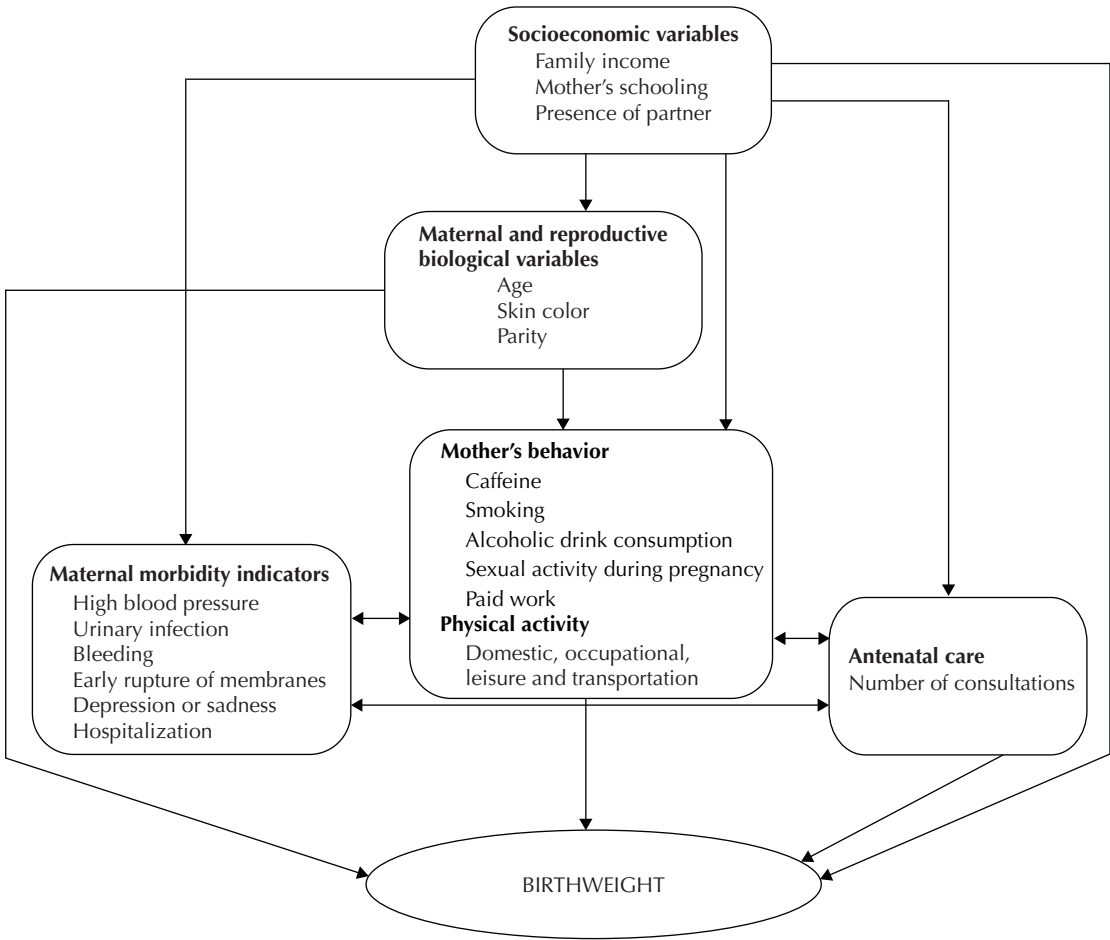 Socioeconomic variables
Family income
Mother’s schooling
Presence of partner
Maternal and reproductive
biological variables
Age
Skin color
Parity
Mother’s behavior
Caffeine
Smoking
Alcoholic drink consumption
Sexual activity during pregnancy
Paid work
Physical activity
Domestic, occupational,
leisure and transportation
Maternal morbidity indicators
High blood pressure
Urinary infection
Bleeding
Early rupture of membranes
Depression or sadness
Hospitalization
Antenatal care
Number of consultations
BIRTHWEIGHT